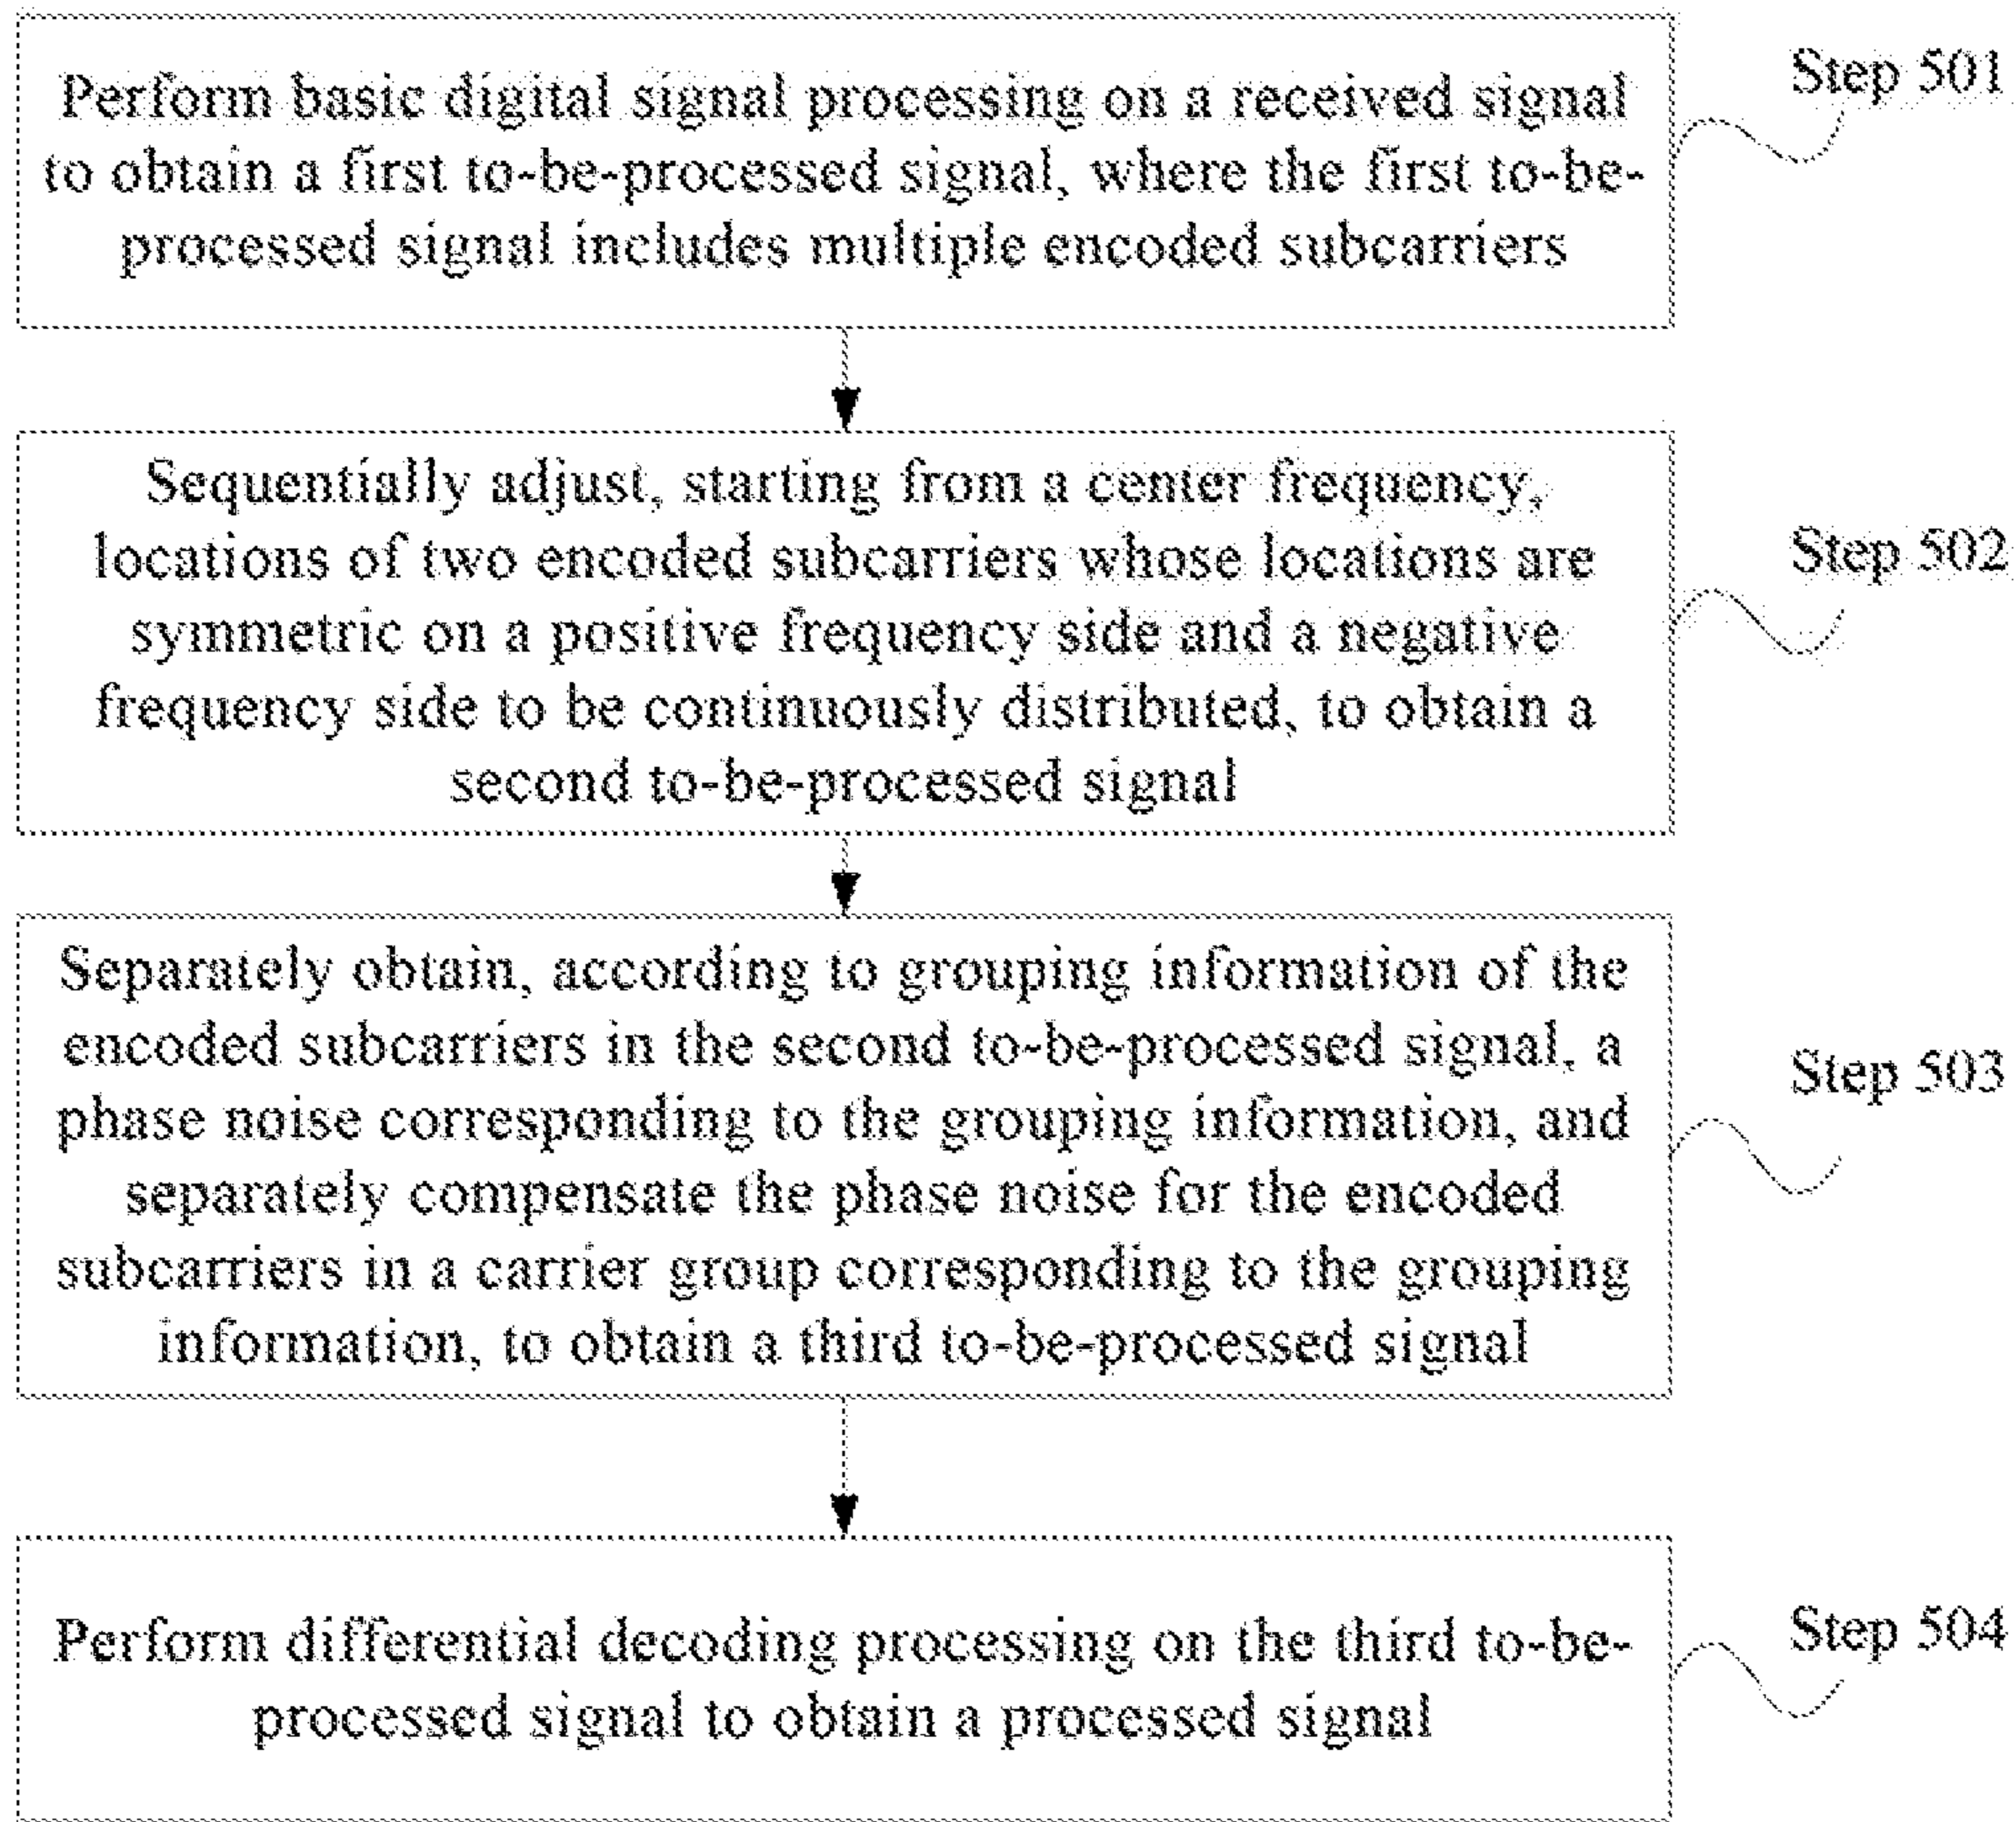 Perform basic digital signal processing on a received signal
to obtain a first to-be-processed signal, where the first to-be-
processed signal includes multiple encoded subcarriers
Step 501
Sequentially adjust, starting from a center frequency,
locations of two encoded subcarriers whose locations are
symmetric on a positive frequency side and a negative
frequency side to be continuously distributed, to obtain a
second to-be-processed signal
Step 502
Separately obtain, according to grouping information of the
encoded subcarriers in the second to-be-processed signal, a
phase noise corresponding to the grouping information, and
separately compensate the phase noise for the encoded
subcarriers in a carrier group corresponding to the grouping
information, to obtain a third to-be-processed signal
Step 503
Perform differential decoding processing on the third to-be-
processed signal to obtain a processed signal
Step 504